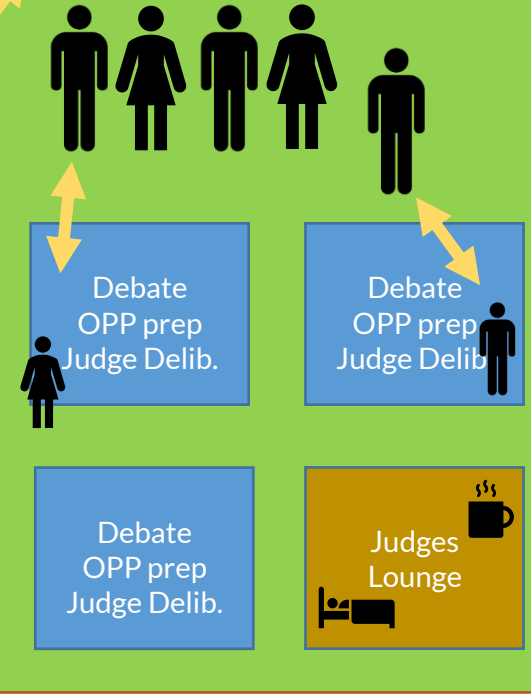 Debate
OPP prep
Judge Delib.
Debate
OPP prep
Judge Delib
Debate
OPP prep
Judge Delib.
Judges
Lounge